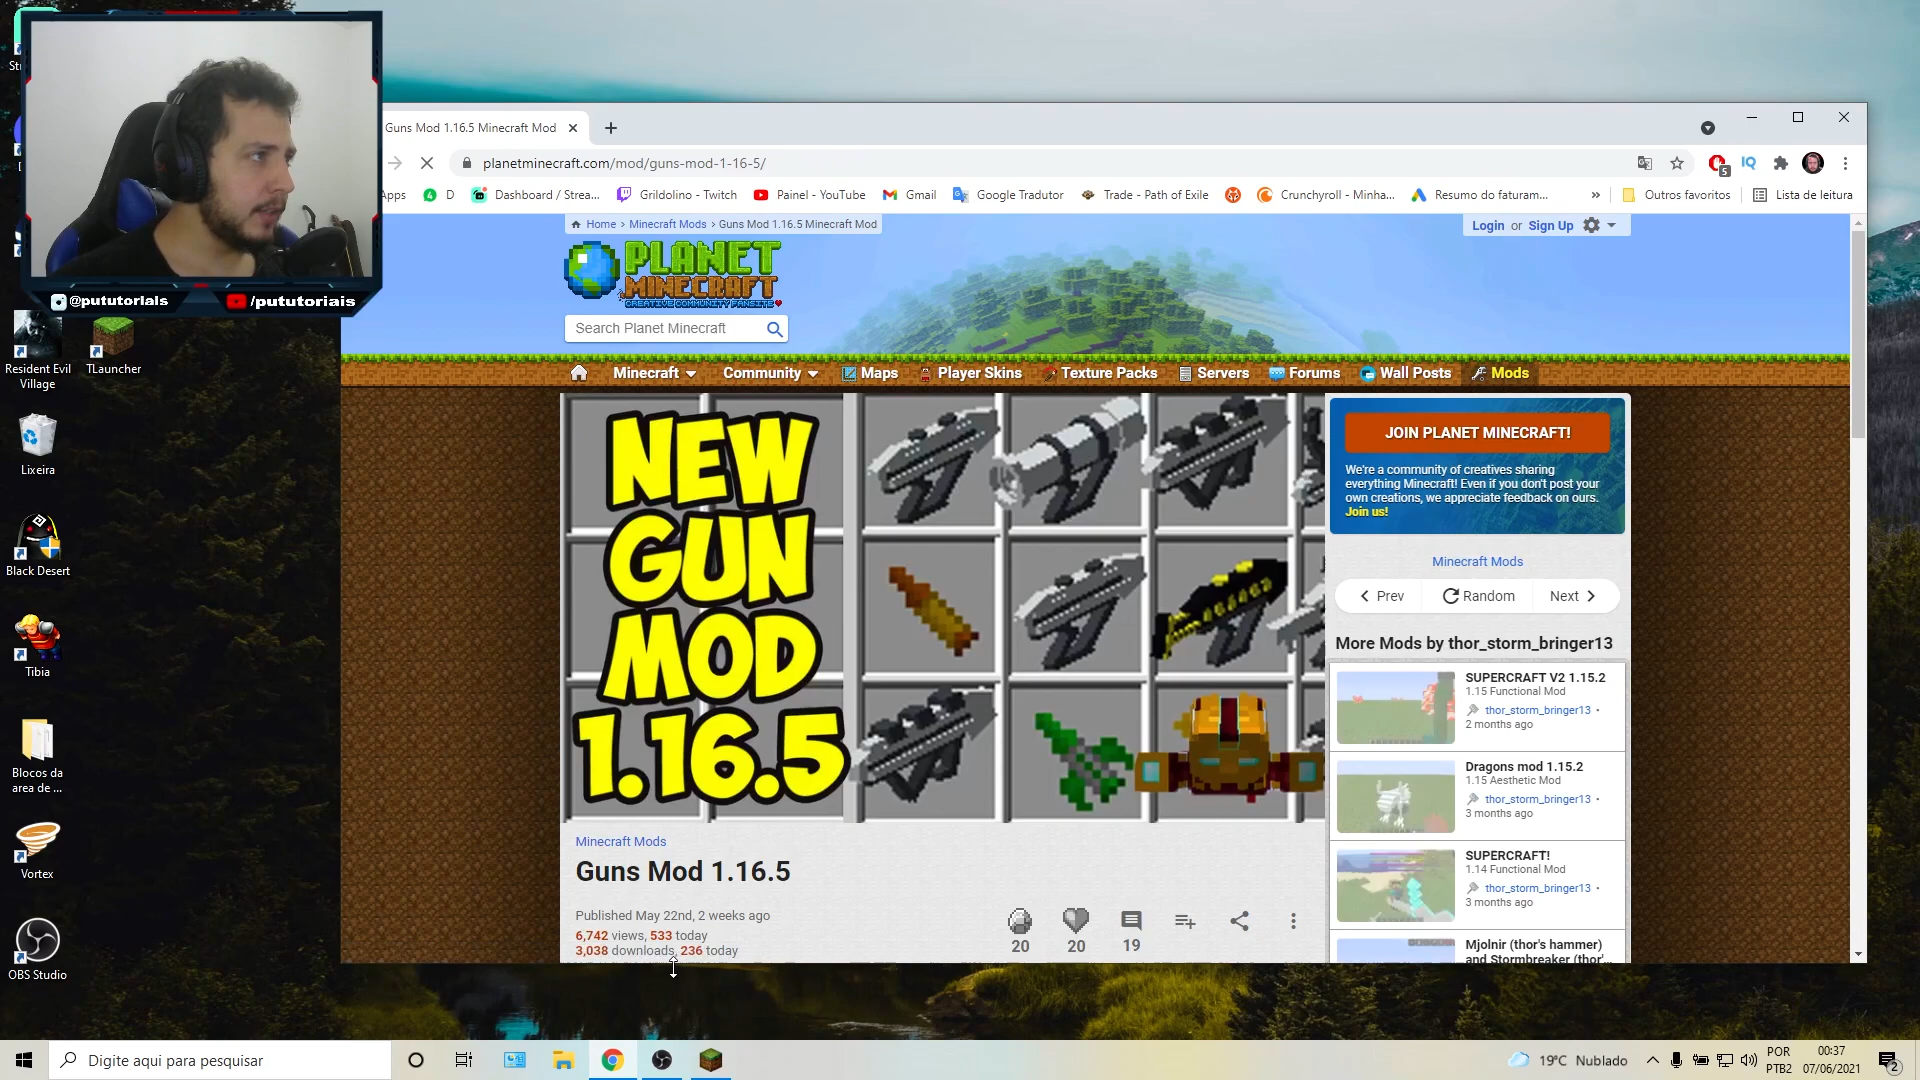 Guns Mod 1.16.5 Minecraft Mod
planetminecraft.com/mod/guns-mod-1-16-5/
5
IQ
Apps
D
Dashboard / Strea...
Grildolino - Twitch
Painel - YouTube
Gmail
Google Tradutor
Trade - Path of Exile
Crunchyroll - Minha...
Resumo do faturam...
»
Outros favoritos
Lista de leitura
Home › Minecraft Mods › Guns Mod 1.16.5 Minecraft Mod
Login or Sign Up
PLANET
MINECRAFT
CREATIVE COMMUNITY FANSITE
Search Planet Minecraft
@pututoriais
/pututoriais
Minecraft
Community
Maps
Player Skins
Texture Packs
Servers
Forums
Wall Posts
Mods
NEW
GUN
MOD
1.16.5
JOIN PLANET MINECRAFT!
We're a community of creatives sharing
everything Minecraft! Even if you don't post your
own creations, we appreciate feedback on ours.
Join us!
Minecraft Mods
Prev
Random
Next
More Mods by thor_storm_bringer13
SUPERCRAFT V2 1.15.2
1.15 Functional Mod
thor_storm_bringer13 •
2 months ago
Dragons mod 1.15.2
1.15 Aesthetic Mod
thor_storm_bringer13 •
3 months ago
SUPERCRAFT!
1.14 Functional Mod
thor_storm_bringer13 •
3 months ago
Mjolnir (thor's hammer)
and Stormbreaker (thor'...
Minecraft Mods
Guns Mod 1.16.5
Published May 22nd, 2 weeks ago
6,742 views, 533 today
3,038 downloads, 236 today
20
20
19
Resident Evil
Village
TLauncher
Lixeira
Black Desert
Tibia
Blocos da
area de ...
Vortex
OBS Studio
Digite aqui para pesquisar
19°C Nublado
POR
PTB2
00:37
07/06/2021
2